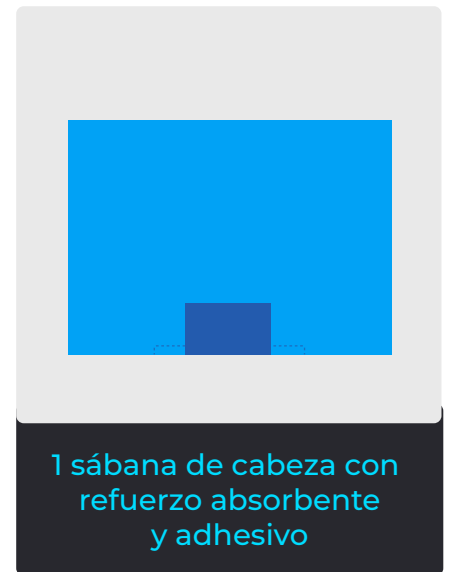 1 sábana de cabeza con
refuerzo absorbente
y adhesivo